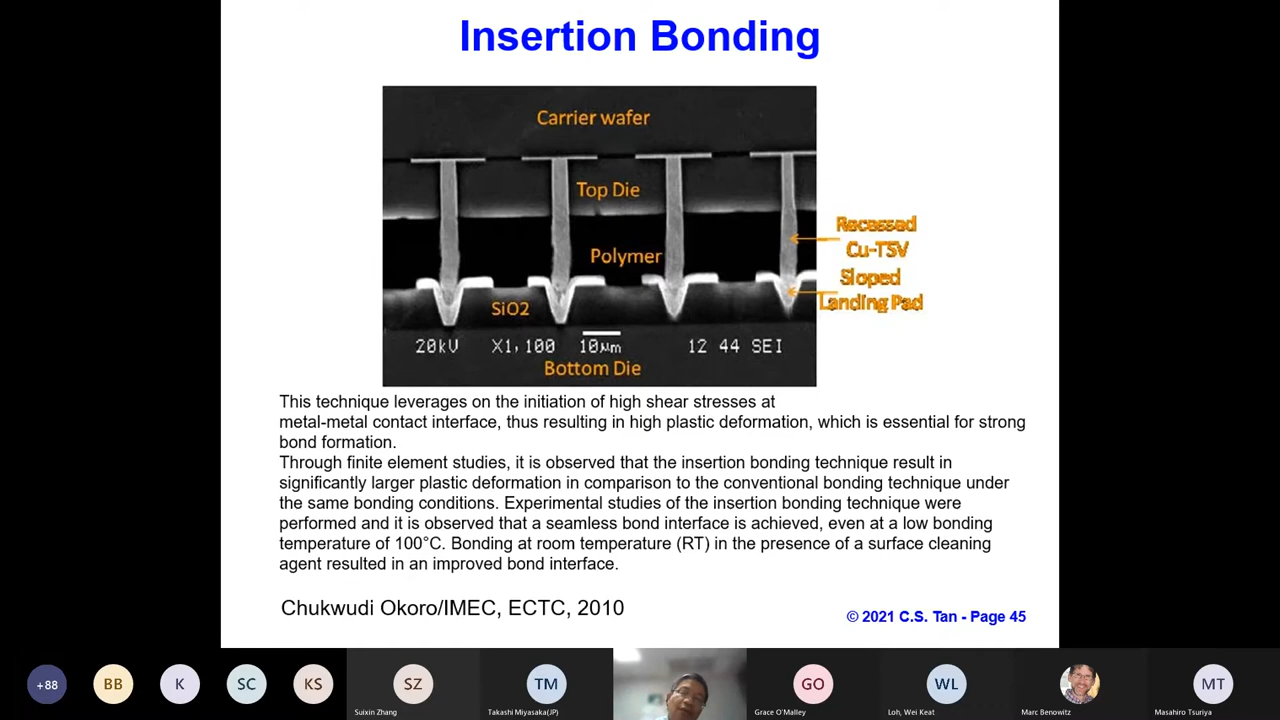 Insertion Bonding
Carrier wafer
Top Die
Polymer
Recessed
Cu-TSV
Sloped
Landing Pad
SiO2
20kV X1,100 10µm 12 44 SEI
Bottom Die
This technique leverages on the initiation of high shear stresses at
metal-metal contact interface, thus resulting in high plastic deformation, which is essential for strong
bond formation.
Through finite element studies, it is observed that the insertion bonding technique result in
significantly larger plastic deformation in comparison to the conventional bonding technique under
the same bonding conditions. Experimental studies of the insertion bonding technique were
performed and it is observed that a seamless bond interface is achieved, even at a low bonding
temperature of 100°C. Bonding at room temperature (RT) in the presence of a surface cleaning
agent resulted in an improved bond interface.
Chukwudi Okoro/IMEC, ECTC, 2010
© 2021 C.S. Tan - Page 45
+88 BB K SC KS SZ TM GO WL MT
Suixin Zhang Takashi Miyasaka(JP) Grace O'Malley Loh, Wei Keat Marc Benowitz Masahiro Tsuriya